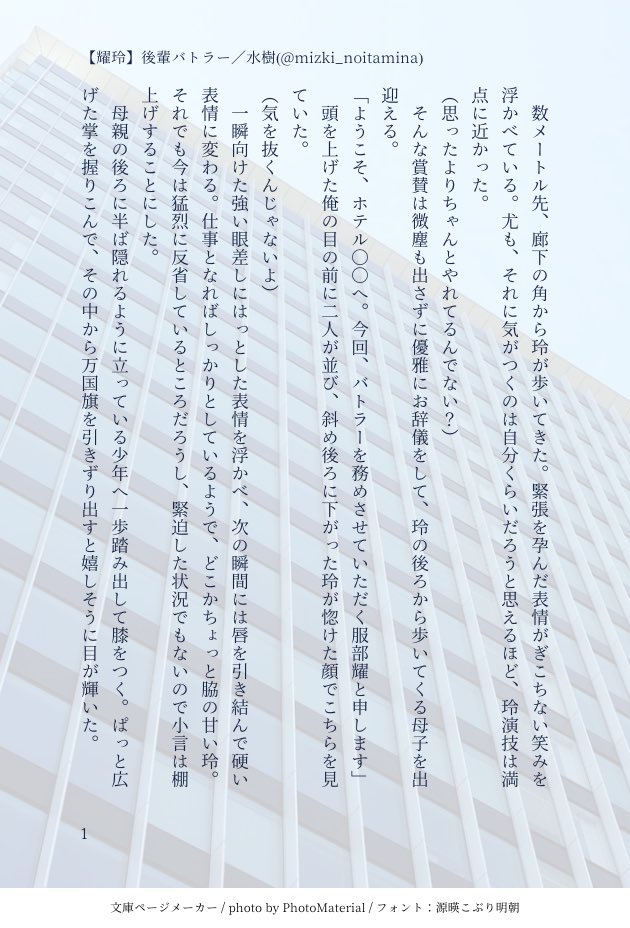 【耀玲】後輩バトラー／水樹(@mizki_noitamina)
　数メートル先、廊下の角から玲が歩いてきた。緊張を孕んだ表情がぎこちない笑みを
浮かべている。尤も、それに気がつくのは自分くらいだろうと思えるほど、玲演技は満
点に近かった。
（思ったよりちゃんとやれてるんでない？）
　そんな賞賛は微塵も出さずに優雅にお辞儀をして、玲の後ろから歩いてくる母子を出
迎える。
「ようこそ、ホテル〇〇へ。今回、バトラーを務めさせていただく服部耀と申します」
　頭を上げた俺の目の前に二人が並び、斜め後ろに下がった玲が惚けた顔でこちらを見
ていた。
（気を抜くんじゃないよ）
　一瞬向けた強い眼差しにはっとした表情を浮かべ、次の瞬間には唇を引き結んで硬い
表情に変わる。仕事となればしっかりとしているようで、どこかちょっと脇の甘い玲。
それでも今は猛烈に反省しているところだろうし、緊迫した状況でもないので小言は棚
上げすることにした。
　母親の後ろに半ば隠れるように立っている少年へ一歩踏み出して膝をつく。ぱっと広
げた掌を握りこんで、その中から万国旗を引きずり出すと嬉しそうに目が輝いた。
1
文庫ページメーカー / photo by PhotoMaterial / フォント：源暎こぶり明朝